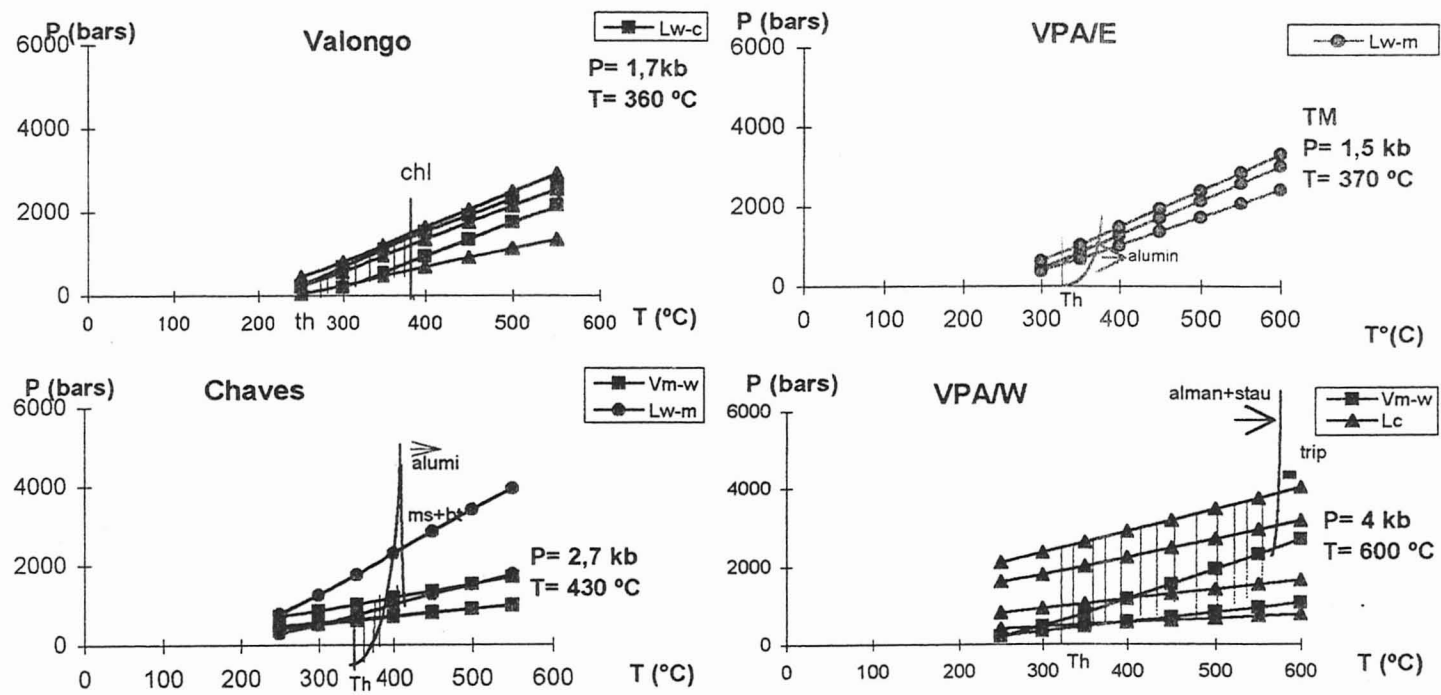 P (bars)
Valongo
Lw-c
6000
4000
2000
0
P= 1,7kb
T= 360 ºC
chl
0
100
200
th
300
400
500
600
T (ºC)
P (bars)
VPA/E
Lw-m
6000
4000
2000
0
TM
P= 1,5 kb
T= 370 ºC
alumin
Th
0
100
200
300
400
500
600
T°(C)
P (bars)
Chaves
Vm-w
Lw-m
6000
4000
2000
0
alumi
ms+bt
P= 2,7 kb
T= 430 ºC
0
100
200
300
Th
400
500
600
T (ºC)
P (bars)
VPA/W
alman+stau
Vm-w
Lc
trip
6000
4000
2000
0
P= 4 kb
T= 600 ºC
0
100
200
300
Th
400
500
600
T (ºC)